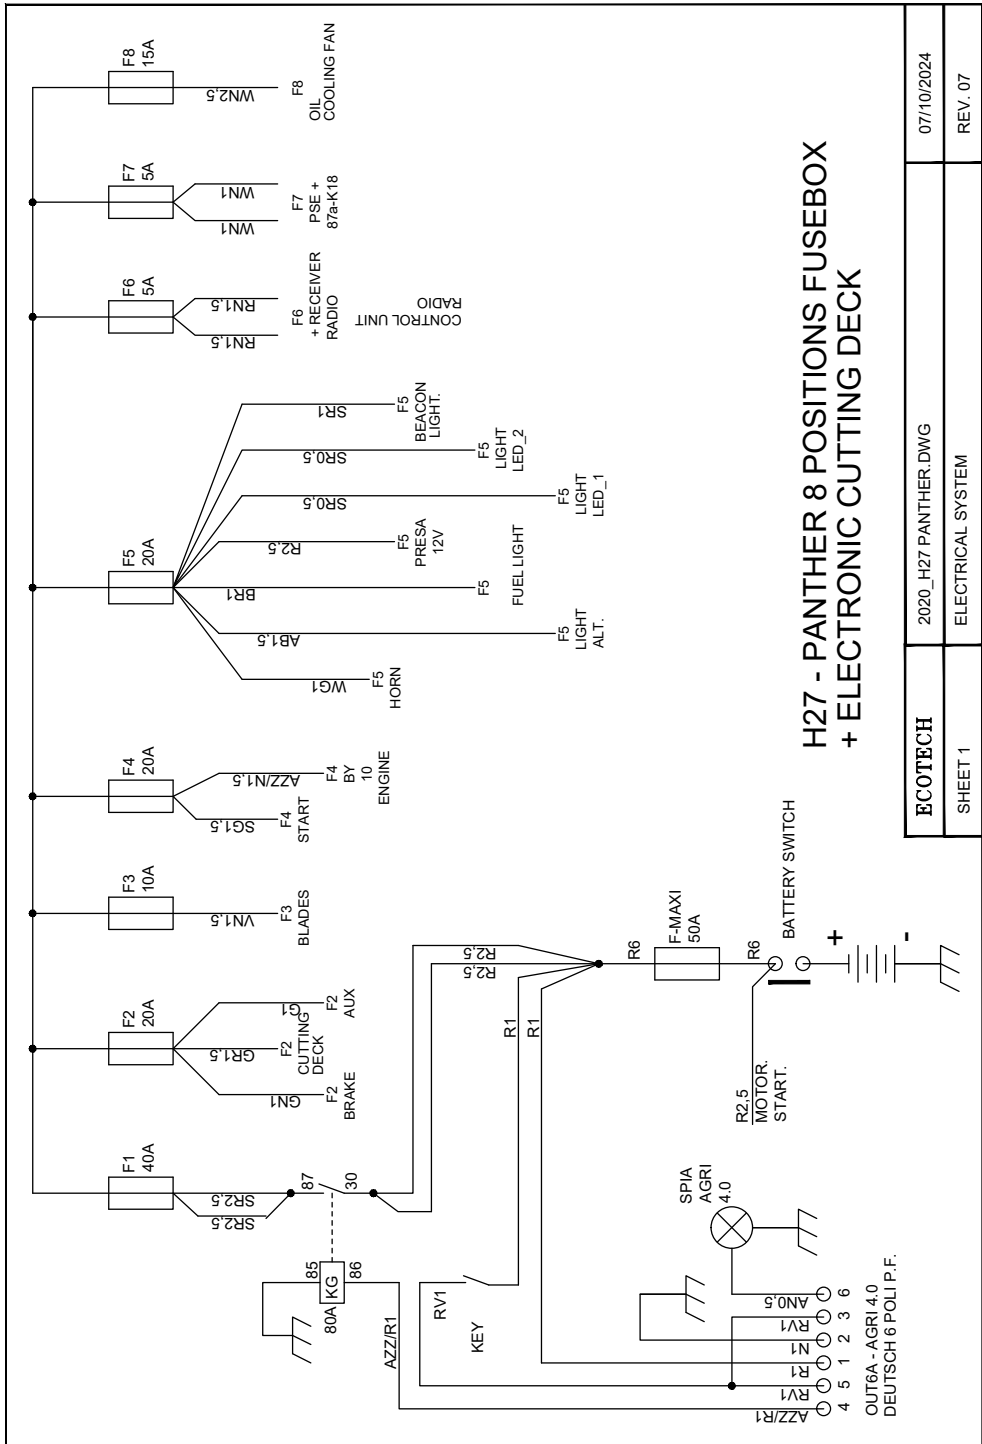 F8
15A
WN2,5
F8
OIL
COOLING FAN
F7
5A
WN1
WN1
F7
PSE +
87a-K18
F6
5A
RN1,5
RN1,5
F6
+ RECEIVER
RADIO
CONTROL UNIT
RADIO
F5
20A
SR1
F5
BEACON
LIGHT.
SR0,5
F5
LIGHT
LED_2
SR0,5
F5
LIGHT
LED_1
R2,5
F5
PRESA
12V
BR1
F5
FUEL LIGHT
AB1,5
F5
LIGHT
ALT.
WG1
F5
HORN
F4
20A
AZZ/N1,5
F4
BY
10
ENGINE
SG1,5
F4
START
F3
10A
VN1,5
F3
BLADES
F2
20A
G1
F2
AUX
GR1,5
F2
CUTTING
DECK
GN1
F2
BRAKE
F1
40A
SR2,5
SR2,5
87
30
85
KG
86
80A
AZZ/R1
RV1
KEY
R2,5
R2,5
R1
R1
R6
F-MAXI
50A
R6
BATTERY SWITCH
+
-
R2,5
MOTOR.
START.
SPIA
AGRI
4.0
AN0,5
RV1
N1
R1
RV1
AZZ/R1
6
3
2
1
5
4
OUT6A - AGRI 4.0
DEUTSCH 6 POLI P.F.
H27 - PANTHER 8 POSITIONS FUSEBOX
+ ELECTRONIC CUTTING DECK
ECOTECH
2020_H27 PANTHER.DWG
07/10/2024
SHEET 1
ELECTRICAL SYSTEM
REV. 07